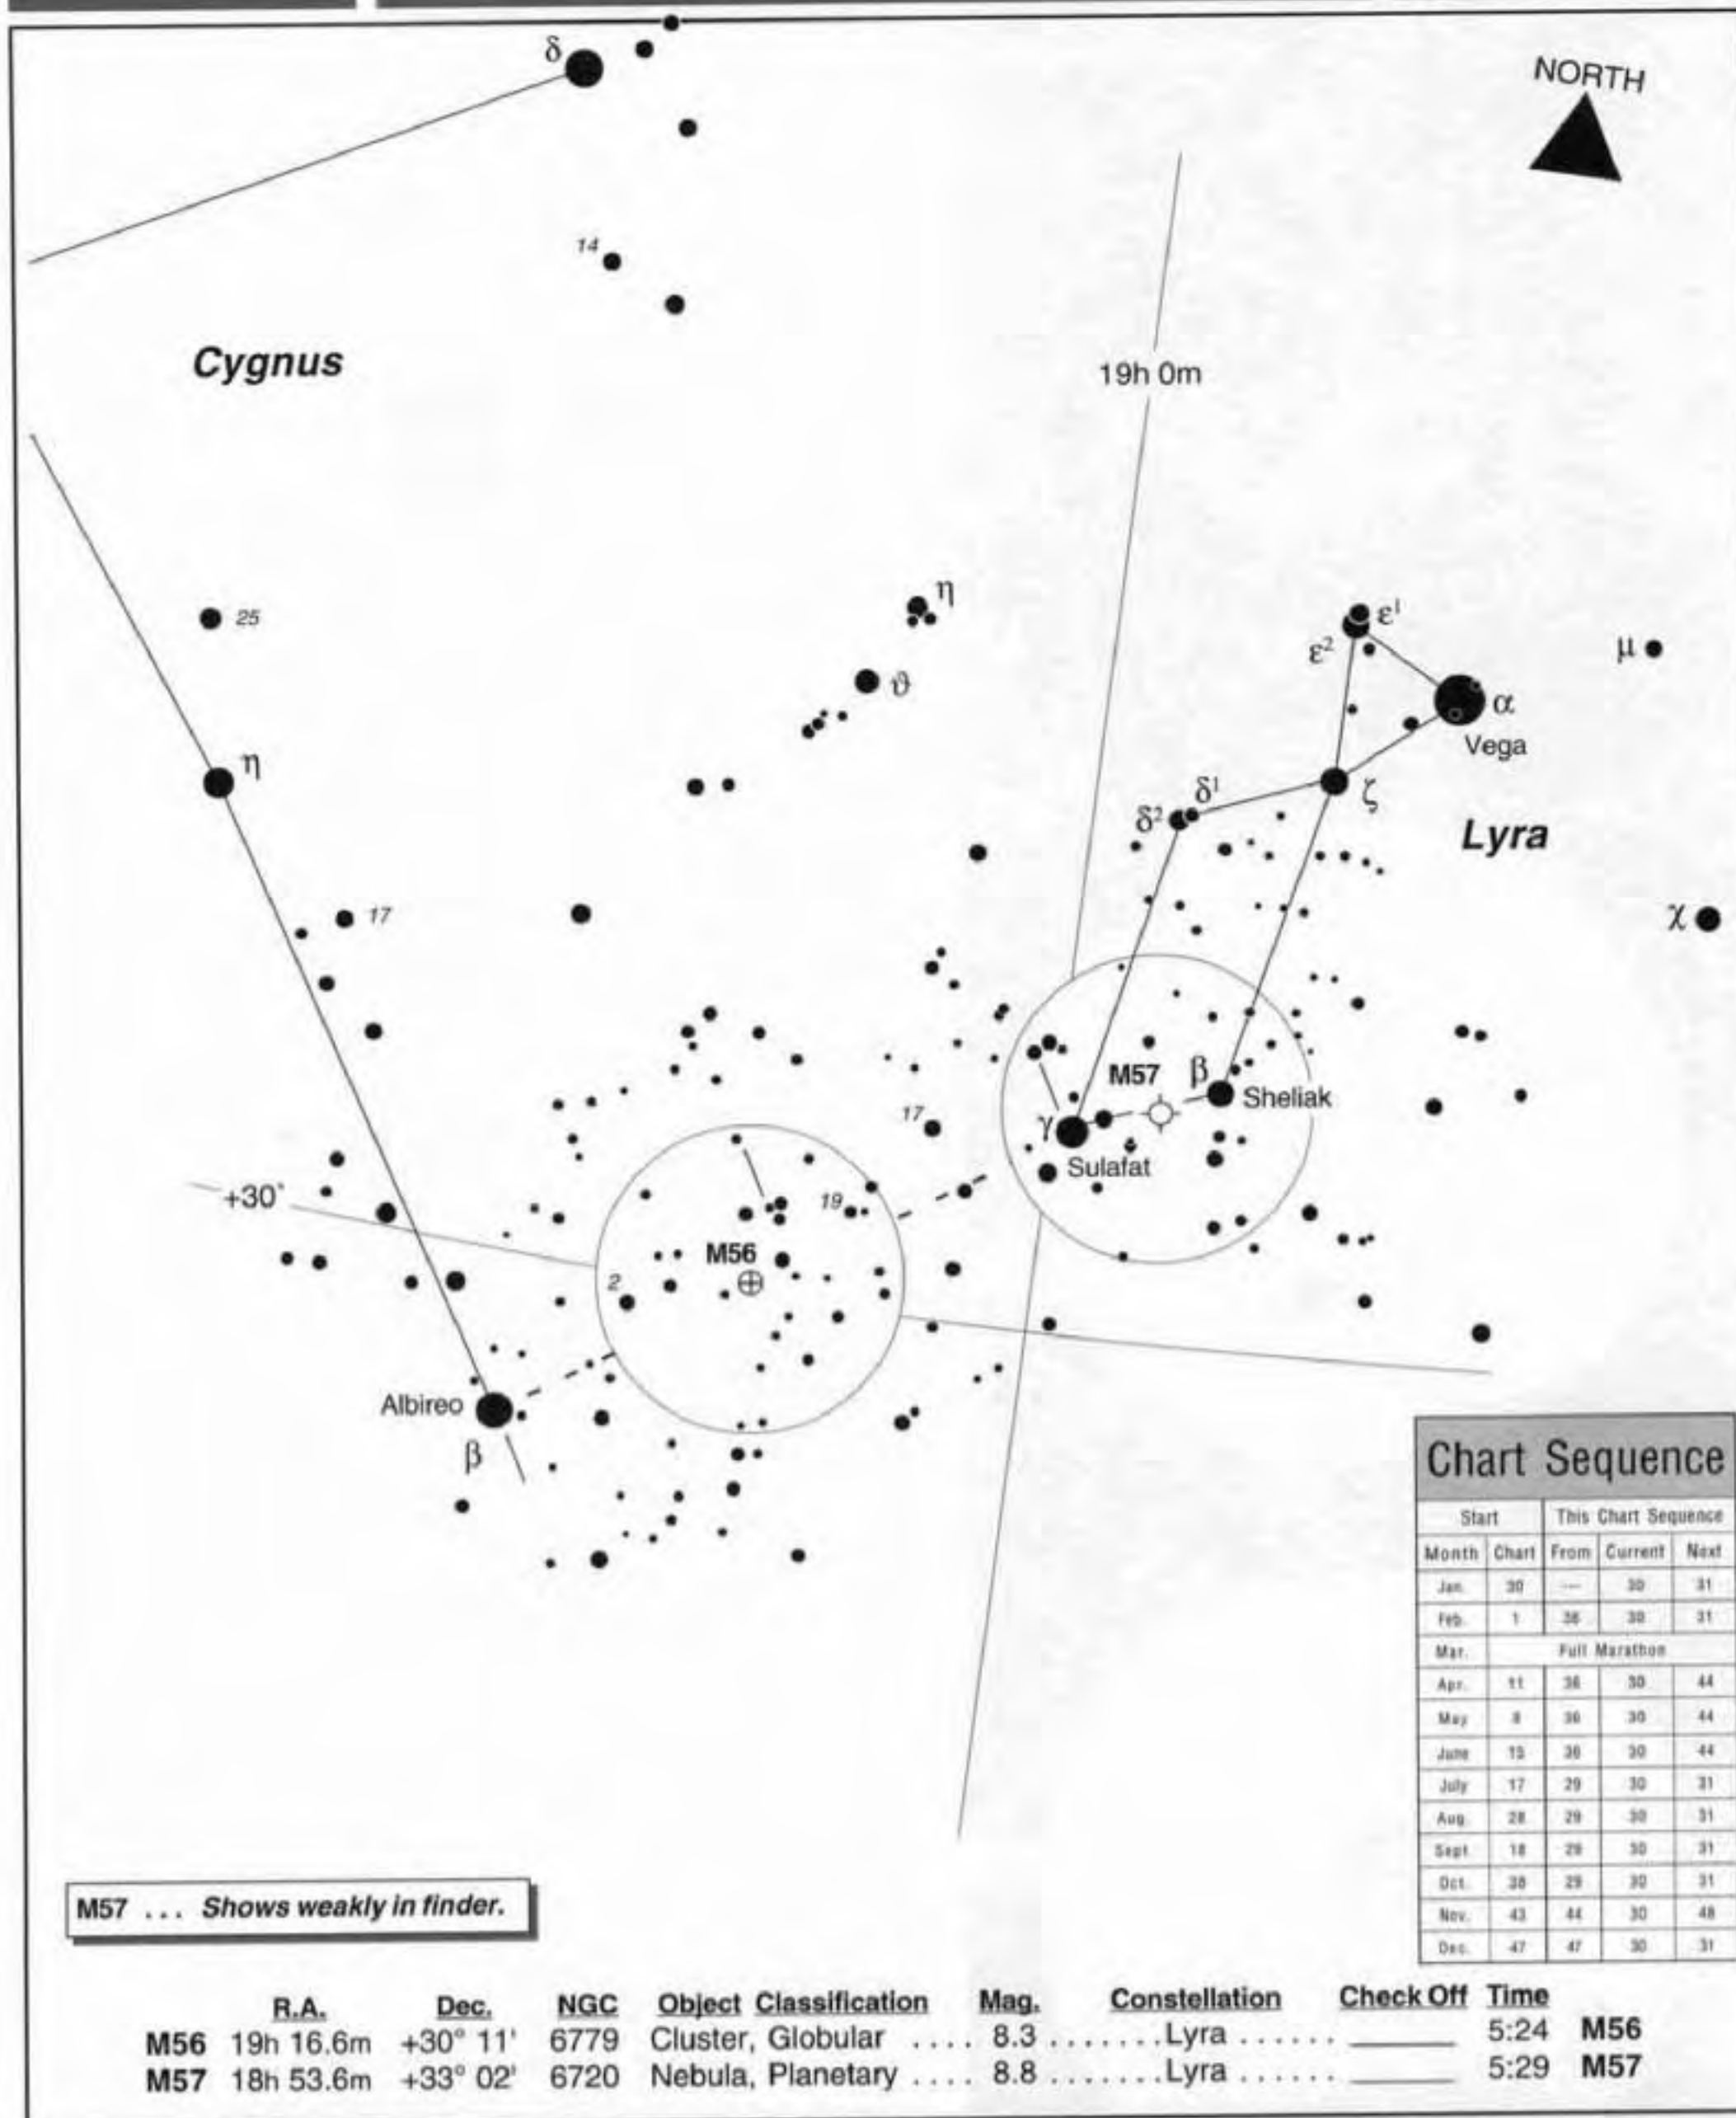 δ
NORTH
14
19h 0m
Cygnus
η
25
ε¹
ε²
μ
ϑ
α
Vega
η
ζ
δ¹
δ²
Lyra
17
χ
M57
β
Sheliak
17
γ
Sulafat
+30°
19
M56
2
Albireo
β
Chart Sequence
Start This Chart Sequence
Month Chart From Current Next
Jan. 30 --- 30 31
Feb. 1 36 30 31
Mar. Full Marathon
Apr. 11 36 30 44
May 8 36 30 44
June 15 36 30 44
July 17 29 30 31
Aug. 28 29 30 31
Sept. 18 29 30 31
Oct. 38 29 30 31
Nov. 43 44 30 48
Dec. 47 47 30 31
M57 ... Shows weakly in finder.
R.A. Dec. NGC Object Classification Mag. Constellation Check Off Time
M56 19h 16.6m +30° 11' 6779 Cluster, Globular .... 8.3 .......Lyra ...... ______ 5:24 M56
M57 18h 53.6m +33° 02' 6720 Nebula, Planetary .... 8.8 .......Lyra ...... ______ 5:29 M57